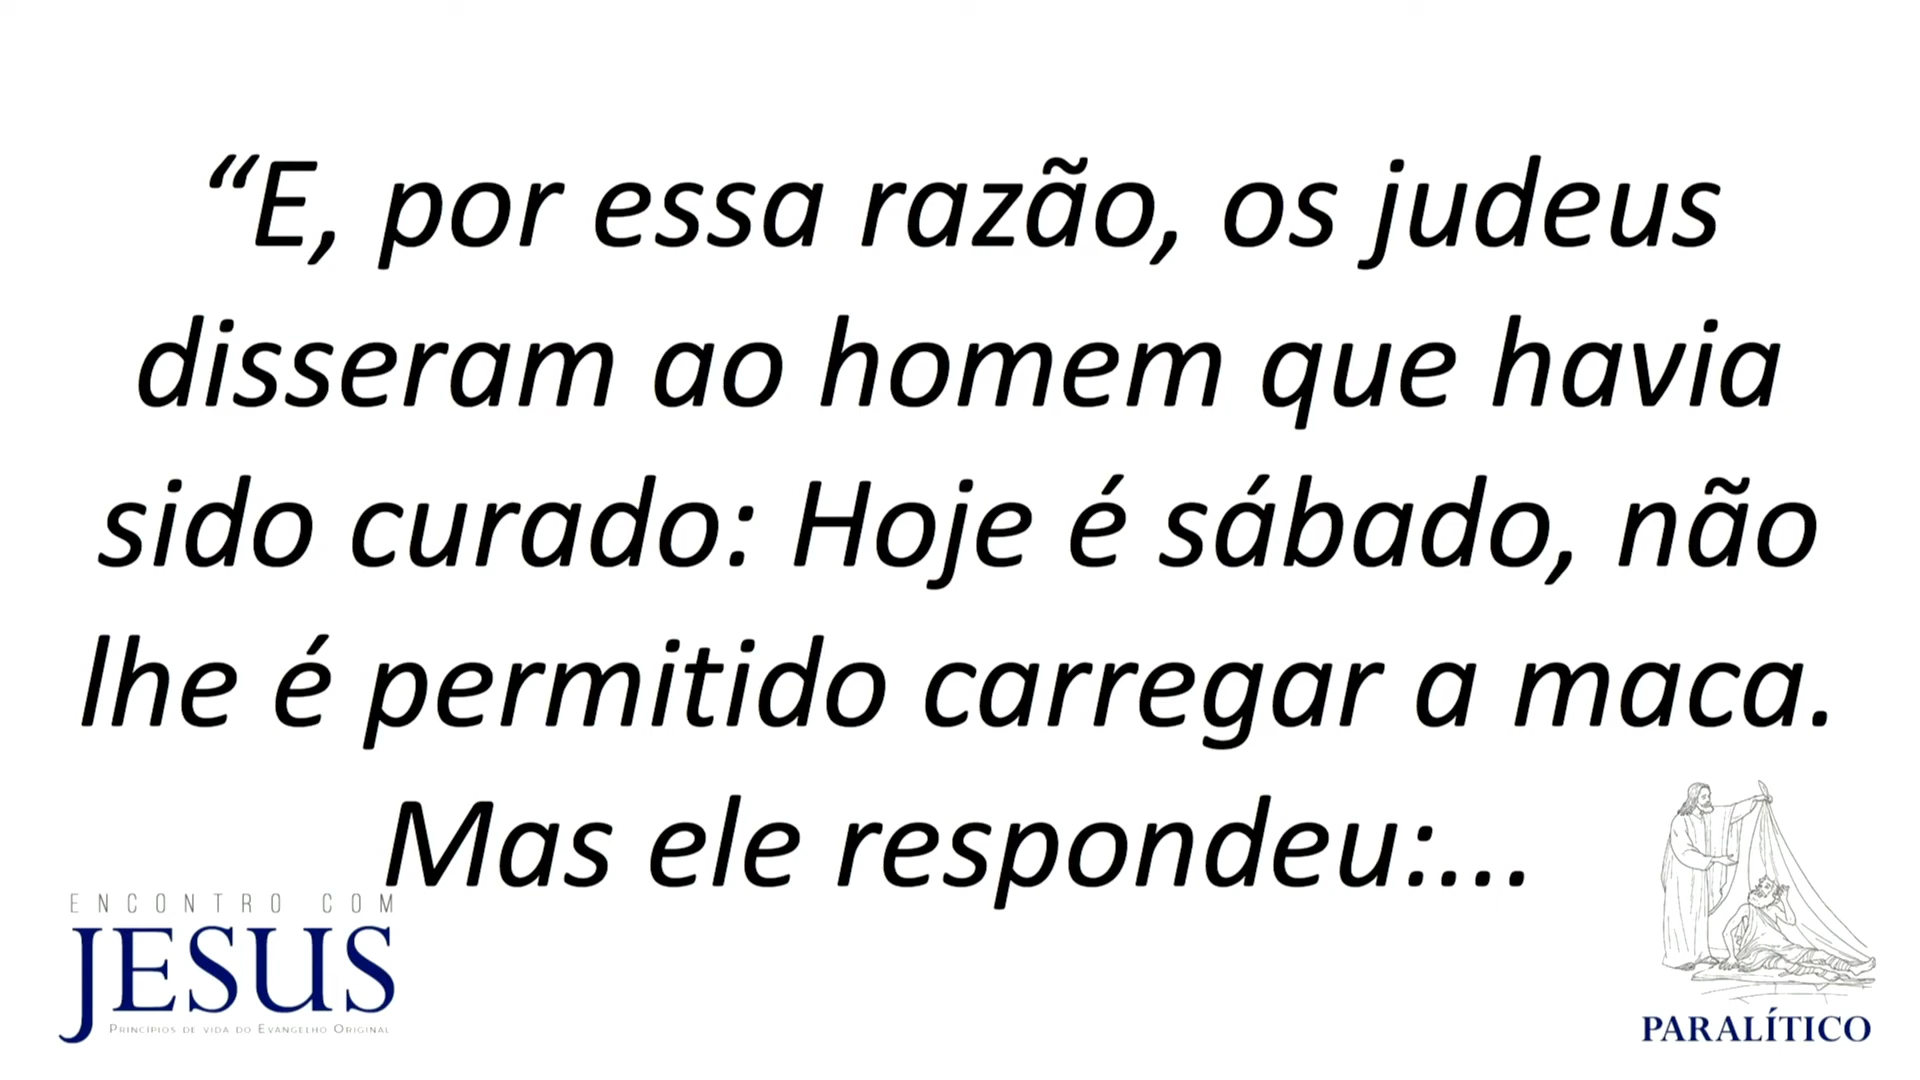 “E, por essa razão, os judeus
disseram ao homem que havia
sido curado: Hoje é sábado, não
lhe é permitido carregar a maca.
Mas ele respondeu:...
ENCONTRO COM
JESUS
Princípios de vida do Evangelho Original
PARALÍTICO